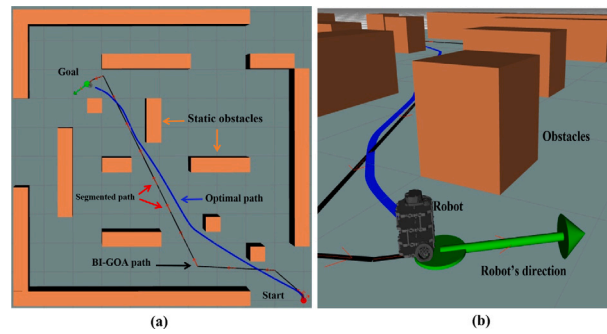 Goal
Static obstacles
Segmented path
Optimal path
BI-GOA path
Start
(a)
Obstacles
Robot
Robot's direction
(b)